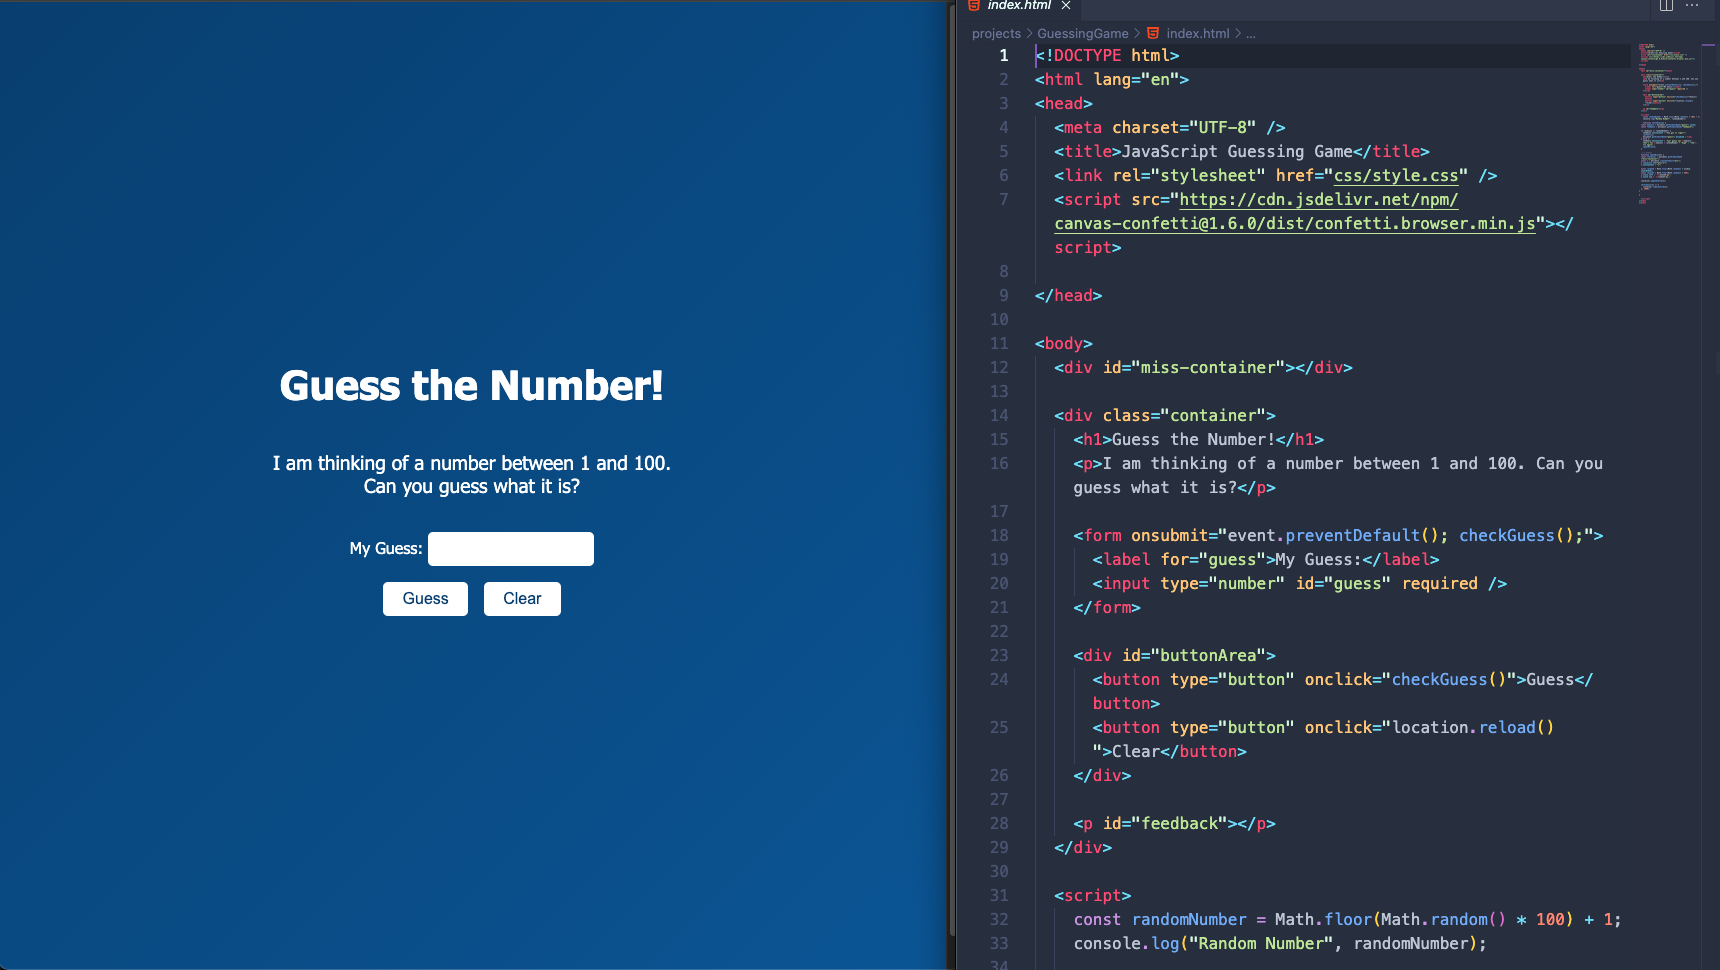 Guess the Number!
I am thinking of a number between 1 and 100.
Can you guess what it is?
My Guess:
Guess Clear
index.html
projects > GuessingGame > index.html > ...
1 <!DOCTYPE html>
2 <html lang="en">
3 <head>
4 <meta charset="UTF-8" />
5 <title>JavaScript Guessing Game</title>
6 <link rel="stylesheet" href="css/style.css" />
7 <script src="https://cdn.jsdelivr.net/npm/
canvas-confetti@1.6.0/dist/confetti.browser.min.js"></
script>
8
9 </head>
10
11 <body>
12 <div id="miss-container"></div>
13
14 <div class="container">
15 <h1>Guess the Number!</h1>
16 <p>I am thinking of a number between 1 and 100. Can you
guess what it is?</p>
17
18 <form onsubmit="event.preventDefault(); checkGuess();">
19 <label for="guess">My Guess:</label>
20 <input type="number" id="guess" required />
21 </form>
22
23 <div id="buttonArea">
24 <button type="button" onclick="checkGuess()">Guess</
button>
25 <button type="button" onclick="location.reload()
">Clear</button>
26 </div>
27
28 <p id="feedback"></p>
29 </div>
30
31 <script>
32 const randomNumber = Math.floor(Math.random() * 100) + 1;
33 console.log("Random Number", randomNumber);
34